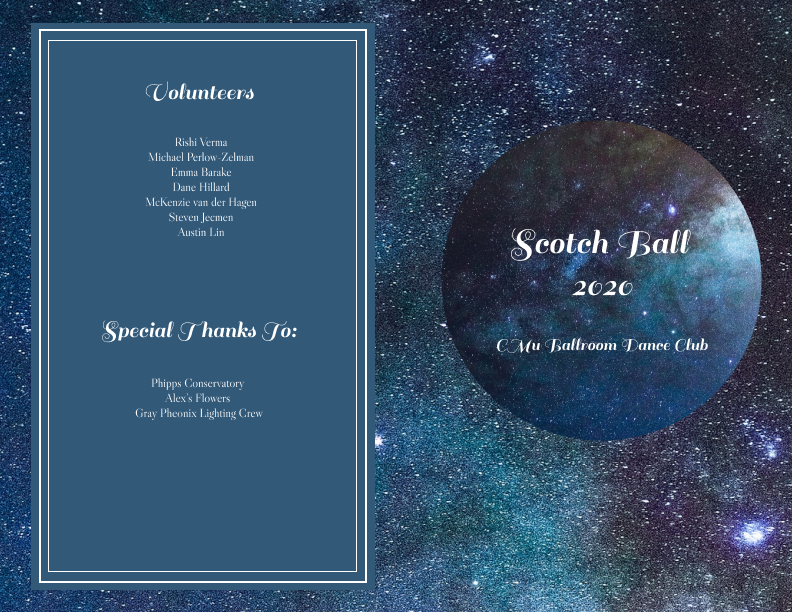 Volunteers
Rishi Verma
Michael Perlow-Zelman
Emma Barake
Dane Hillard
McKenzie van der Hagen
Steven Jecmen
Austin Lin
Special Thanks To:
Phipps Conservatory
Alex's Flowers
Gray Pheonix Lighting Crew
Scotch Ball
2020
CMu Ballroom Dance Club